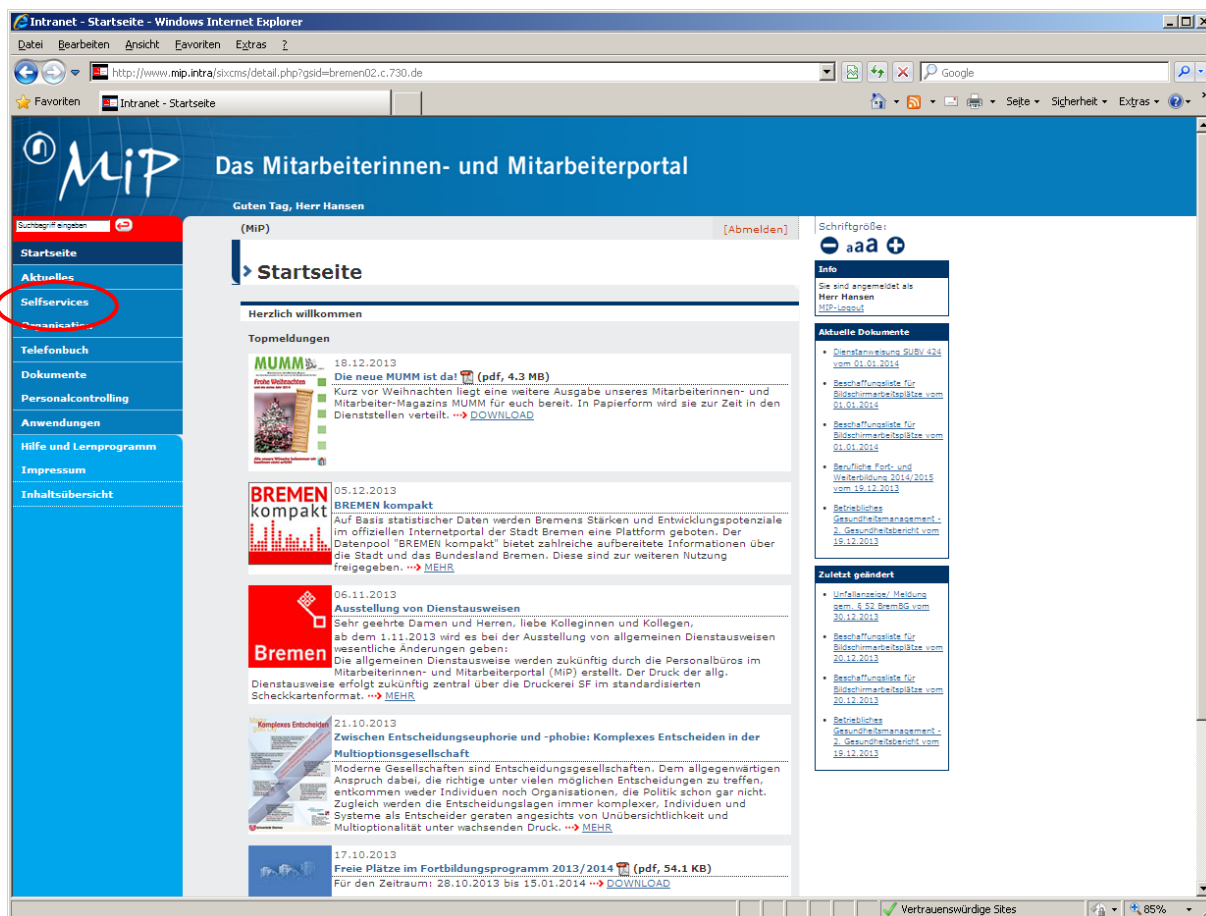 Intranet - Startseite - Windows Internet Explorer
Datei Bearbeiten Ansicht Favoriten Extras ?
http://www.mip.intra/sixcms/detail.php?gsid=bremen02.c.730.de
Google
Favoriten Intranet - Startseite
Seite Sicherheit Extras
MiP
Das Mitarbeiterinnen- und Mitarbeiterportal
Guten Tag, Herr Hansen
Suchbegriff eingeben
Startseite
Aktuelles
Selfservices
Organisation
Telefonbuch
Dokumente
Personalcontrolling
Anwendungen
Hilfe und Lernprogramm
Impressum
Inhaltsübersicht
(MiP) [Abmelden]
Startseite
Herzlich willkommen
Topmeldungen
MUMM
Frohe Weihnachten
18.12.2013
Die neue MUMM ist da! (pdf, 4.3 MB)
Kurz vor Weihnachten liegt eine weitere Ausgabe unseres Mitarbeiterinnen- und
Mitarbeiter-Magazins MUMM für euch bereit. In Papierform wird sie zur Zeit in den
Dienststellen verteilt. DOWNLOAD
BREMEN
kompakt
05.12.2013
BREMEN kompakt
Auf Basis statistischer Daten werden Bremens Stärken und Entwicklungspotenziale
im offiziellen Internetportal der Stadt Bremen eine Plattform geboten. Der
Datenpool "BREMEN kompakt" bietet zahlreiche aufbereitete Informationen über
die Stadt und das Bundesland Bremen. Diese sind zur weiteren Nutzung
freigegeben. MEHR
Bremen
06.11.2013
Ausstellung von Dienstausweisen
Sehr geehrte Damen und Herren, liebe Kolleginnen und Kollegen,
ab dem 1.11.2013 wird es bei der Ausstellung von allgemeinen Dienstausweisen
wesentliche Änderungen geben:
Die allgemeinen Dienstausweise werden zukünftig durch die Personalbüros im
Mitarbeiterinnen- und Mitarbeiterportal (MiP) erstellt. Der Druck der allg.
Dienstausweise erfolgt zukünftig zentral über die Druckerei SF im standardisierten
Scheckkartenformat. MEHR
Komplexes Entscheiden
21.10.2013
Zwischen Entscheidungseuphorie und -phobie: Komplexes Entscheiden in der
Multioptionsgesellschaft
Moderne Gesellschaften sind Entscheidungsgesellschaften. Dem allgegenwärtigen
Anspruch dabei, die richtige unter vielen möglichen Entscheidungen zu treffen,
entkommen weder Individuen noch Organisationen, die Politik schon gar nicht.
Zugleich werden die Entscheidungslagen immer komplexer, Individuen und
Systeme als Entscheider geraten angesichts von Unübersichtlichkeit und
Multioptionalität unter wachsenden Druck. MEHR
17.10.2013
Freie Plätze im Fortbildungsprogramm 2013/2014 (pdf, 54.1 KB)
Für den Zeitraum: 28.10.2013 bis 15.01.2014 DOWNLOAD
Schriftgröße:
aaa
Info
Sie sind angemeldet als
Herr Hansen
MIP-Logout
Aktuelle Dokumente
Dienstanweisung SUBV 424
vom 01.01.2014
Beschaffungsliste für
Bildschirmarbeitsplätze vom
01.01.2014
Beschaffungsliste für
Bildschirmarbeitsplätze vom
01.01.2014
Berufliche Fort- und
Weiterbildung 2014/2015
vom 19.12.2013
Betriebliches
Gesundheitsmanagement -
2. Gesundheitsbericht vom
19.12.2013
Zuletzt geändert
Unfallanzeige/ Meldung
gem. § 52 BremBG vom
30.12.2013
Beschaffungsliste für
Bildschirmarbeitsplätze vom
20.12.2013
Beschaffungsliste für
Bildschirmarbeitsplätze vom
20.12.2013
Betriebliches
Gesundheitsmanagement -
2. Gesundheitsbericht vom
19.12.2013
Vertrauenswürdige Sites 85%